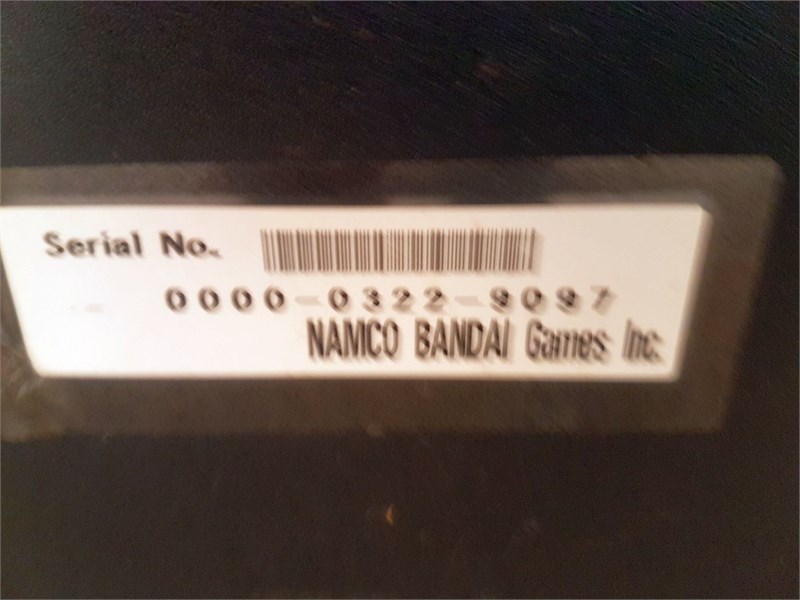 Serial No.
0000-0322-9097
NAMCO BANDAI Games Inc.